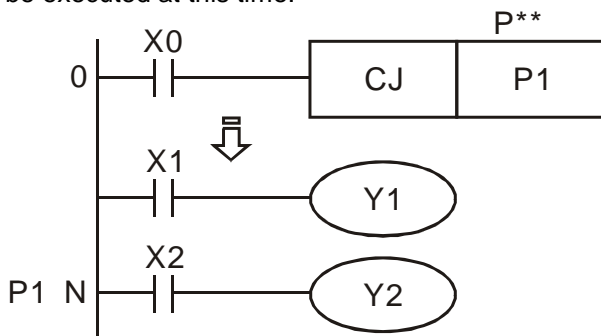 be executed at this time.
P**
X0
0 CJ P1
X1
Y1
X2
P1 N Y2